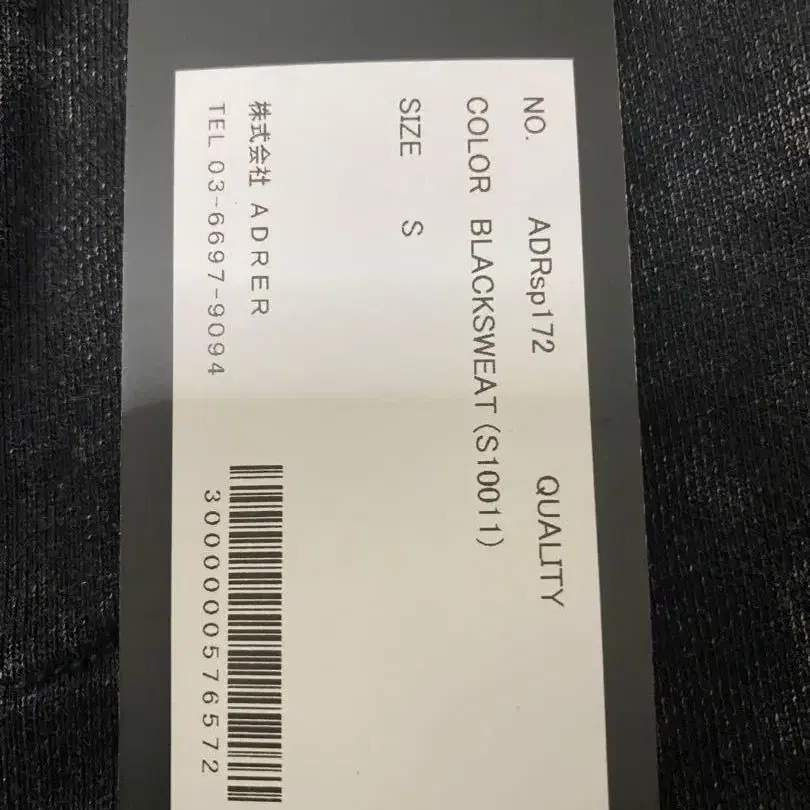 NO. ADRsp172 QUALITY
COLOR BLACKSWEAT(S10011)
SIZE S
株式会社 ADRER
TEL 03-6697-9094
3000000576572